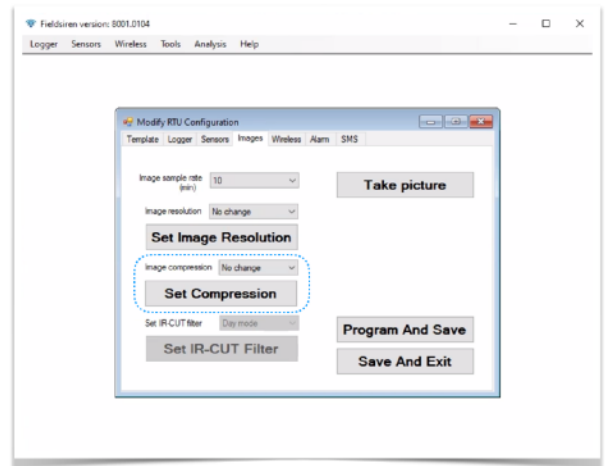 Fieldsiren version: 8001.0104
Logger Sensors Wireless Tools Analysis Help
Modify RTU Configuration
Template Logger Sensors Images Wireless Alarm SMS
Image sample rate (min) 10
Take picture
Image resolution No change
Set Image Resolution
Image compression No change
Set Compression
Set IR-CUT filter Day mode
Program And Save
Set IR-CUT Filter
Save And Exit